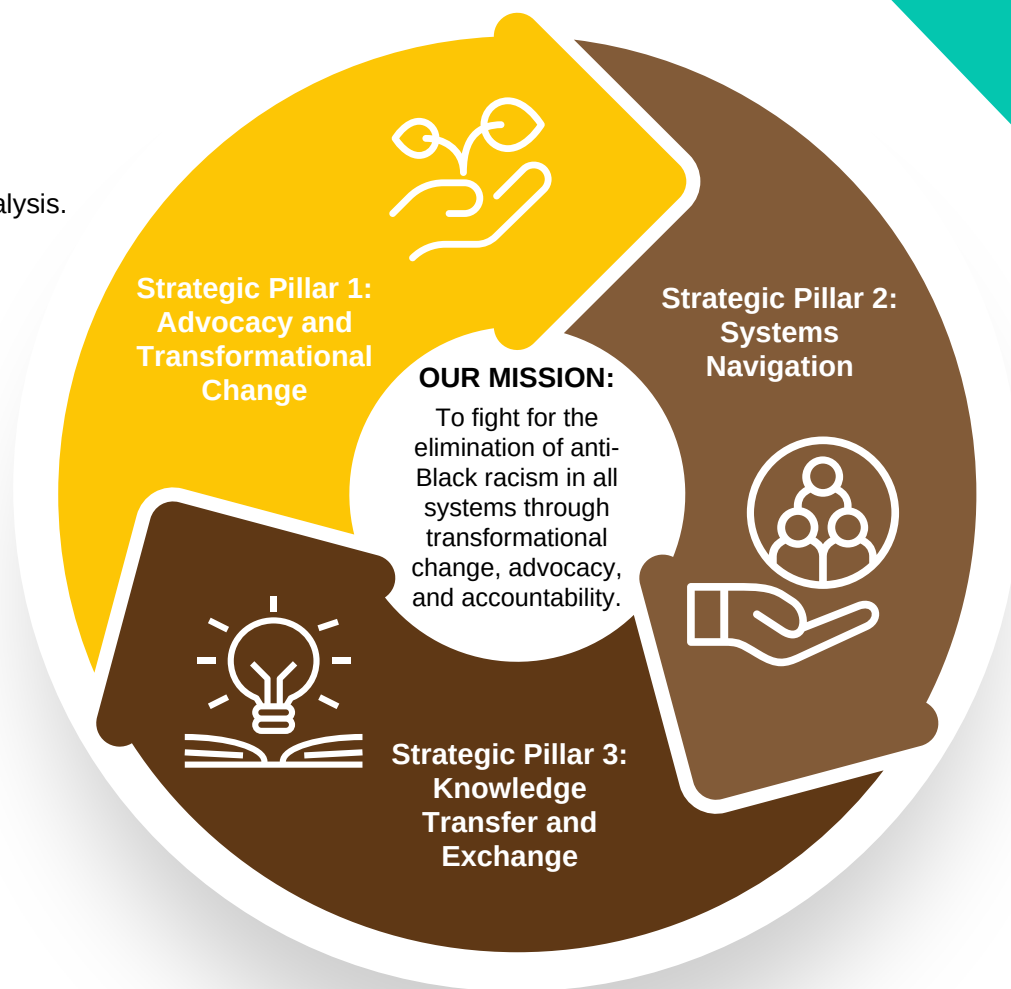 alysis.
Strategic Pillar 1:
Advocacy and
Transformational
Change
Strategic Pillar 2:
Systems
Navigation
OUR MISSION:
To fight for the
elimination of anti-
Black racism in all
systems through
transformational
change, advocacy,
and accountability.
Strategic Pillar 3:
Knowledge
Transfer and
Exchange